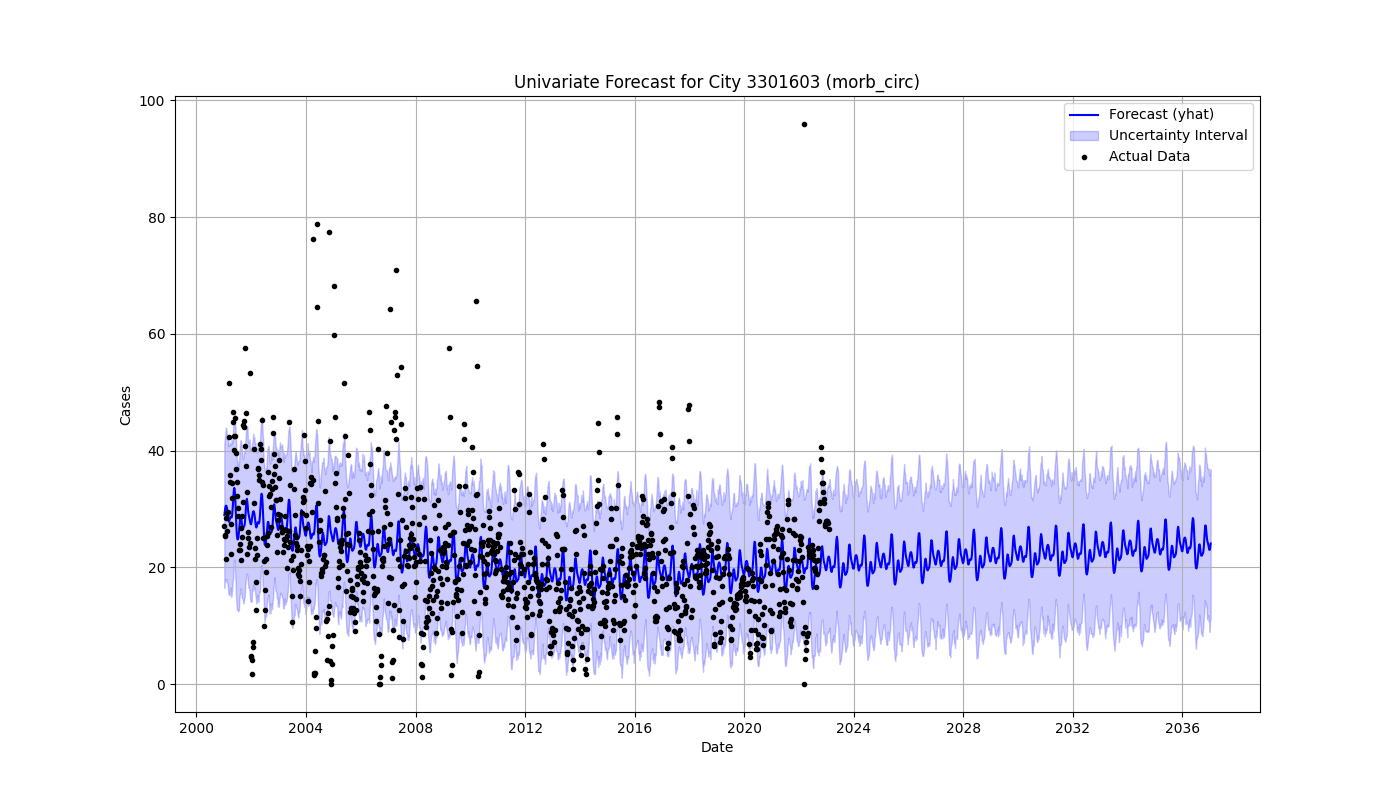 Univariate Forecast for City 3301603 (morb_circ)
100
80
60
40
20
0
Cases
Forecast (yhat)
Uncertainty Interval
Actual Data
2000 2004 2008 2012 2016 2020 2024 2028 2032 2036
Date